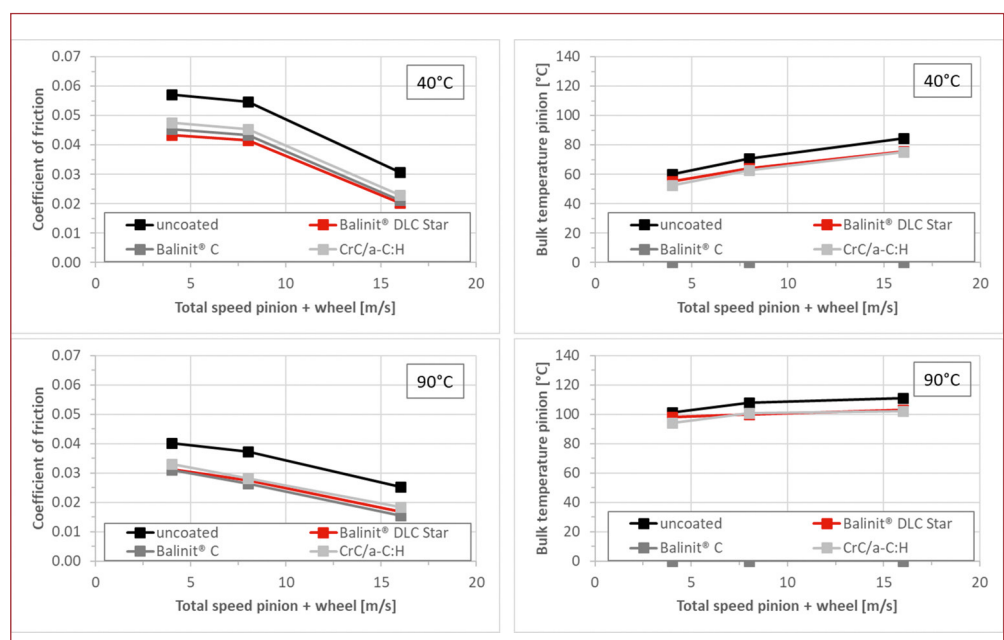 0.07
0.06
0.05
0.04
0.03
0.02
0.01
0.00
Coefficient of friction
40°C
uncoated
Balinit® DLC Star
Balinit® C
CrC/a-C:H
0 5 10 15 20
Total speed pinion + wheel [m/s]
140
120
100
80
60
40
20
0
Bulk temperature pinion [°C]
40°C
uncoated
Balinit® DLC Star
Balinit® C
CrC/a-C:H
0 5 10 15 20
Total speed pinion + wheel [m/s]
0.07
0.06
0.05
0.04
0.03
0.02
0.01
0.00
Coefficient of friction
90°C
uncoated
Balinit® DLC Star
Balinit® C
CrC/a-C:H
0 5 10 15 20
Total speed pinion + wheel [m/s]
140
120
100
80
60
40
20
0
Bulk temperature pinion [°C]
90°C
uncoated
Balinit® DLC Star
Balinit® C
CrC/a-C:H
0 5 10 15 20
Total speed pinion + wheel [m/s]